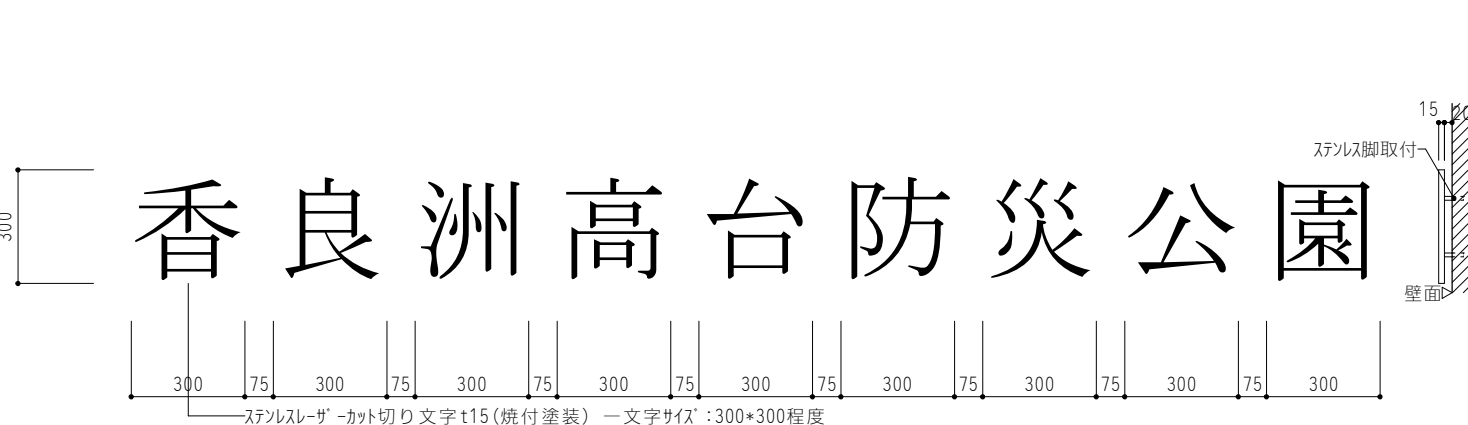 15 20
ｽﾃﾝﾚｽ脚取付
300
香良洲高台防災公園
壁面
300 75 300 75 300 75 300 75 300 75 300 75 300 75 300 75 300
ｽﾃﾝﾚｽﾚｰｻﾞｰｶｯﾄ切り文字t15(焼付塗装) 一文字ｻｲｽﾞ:300*300程度